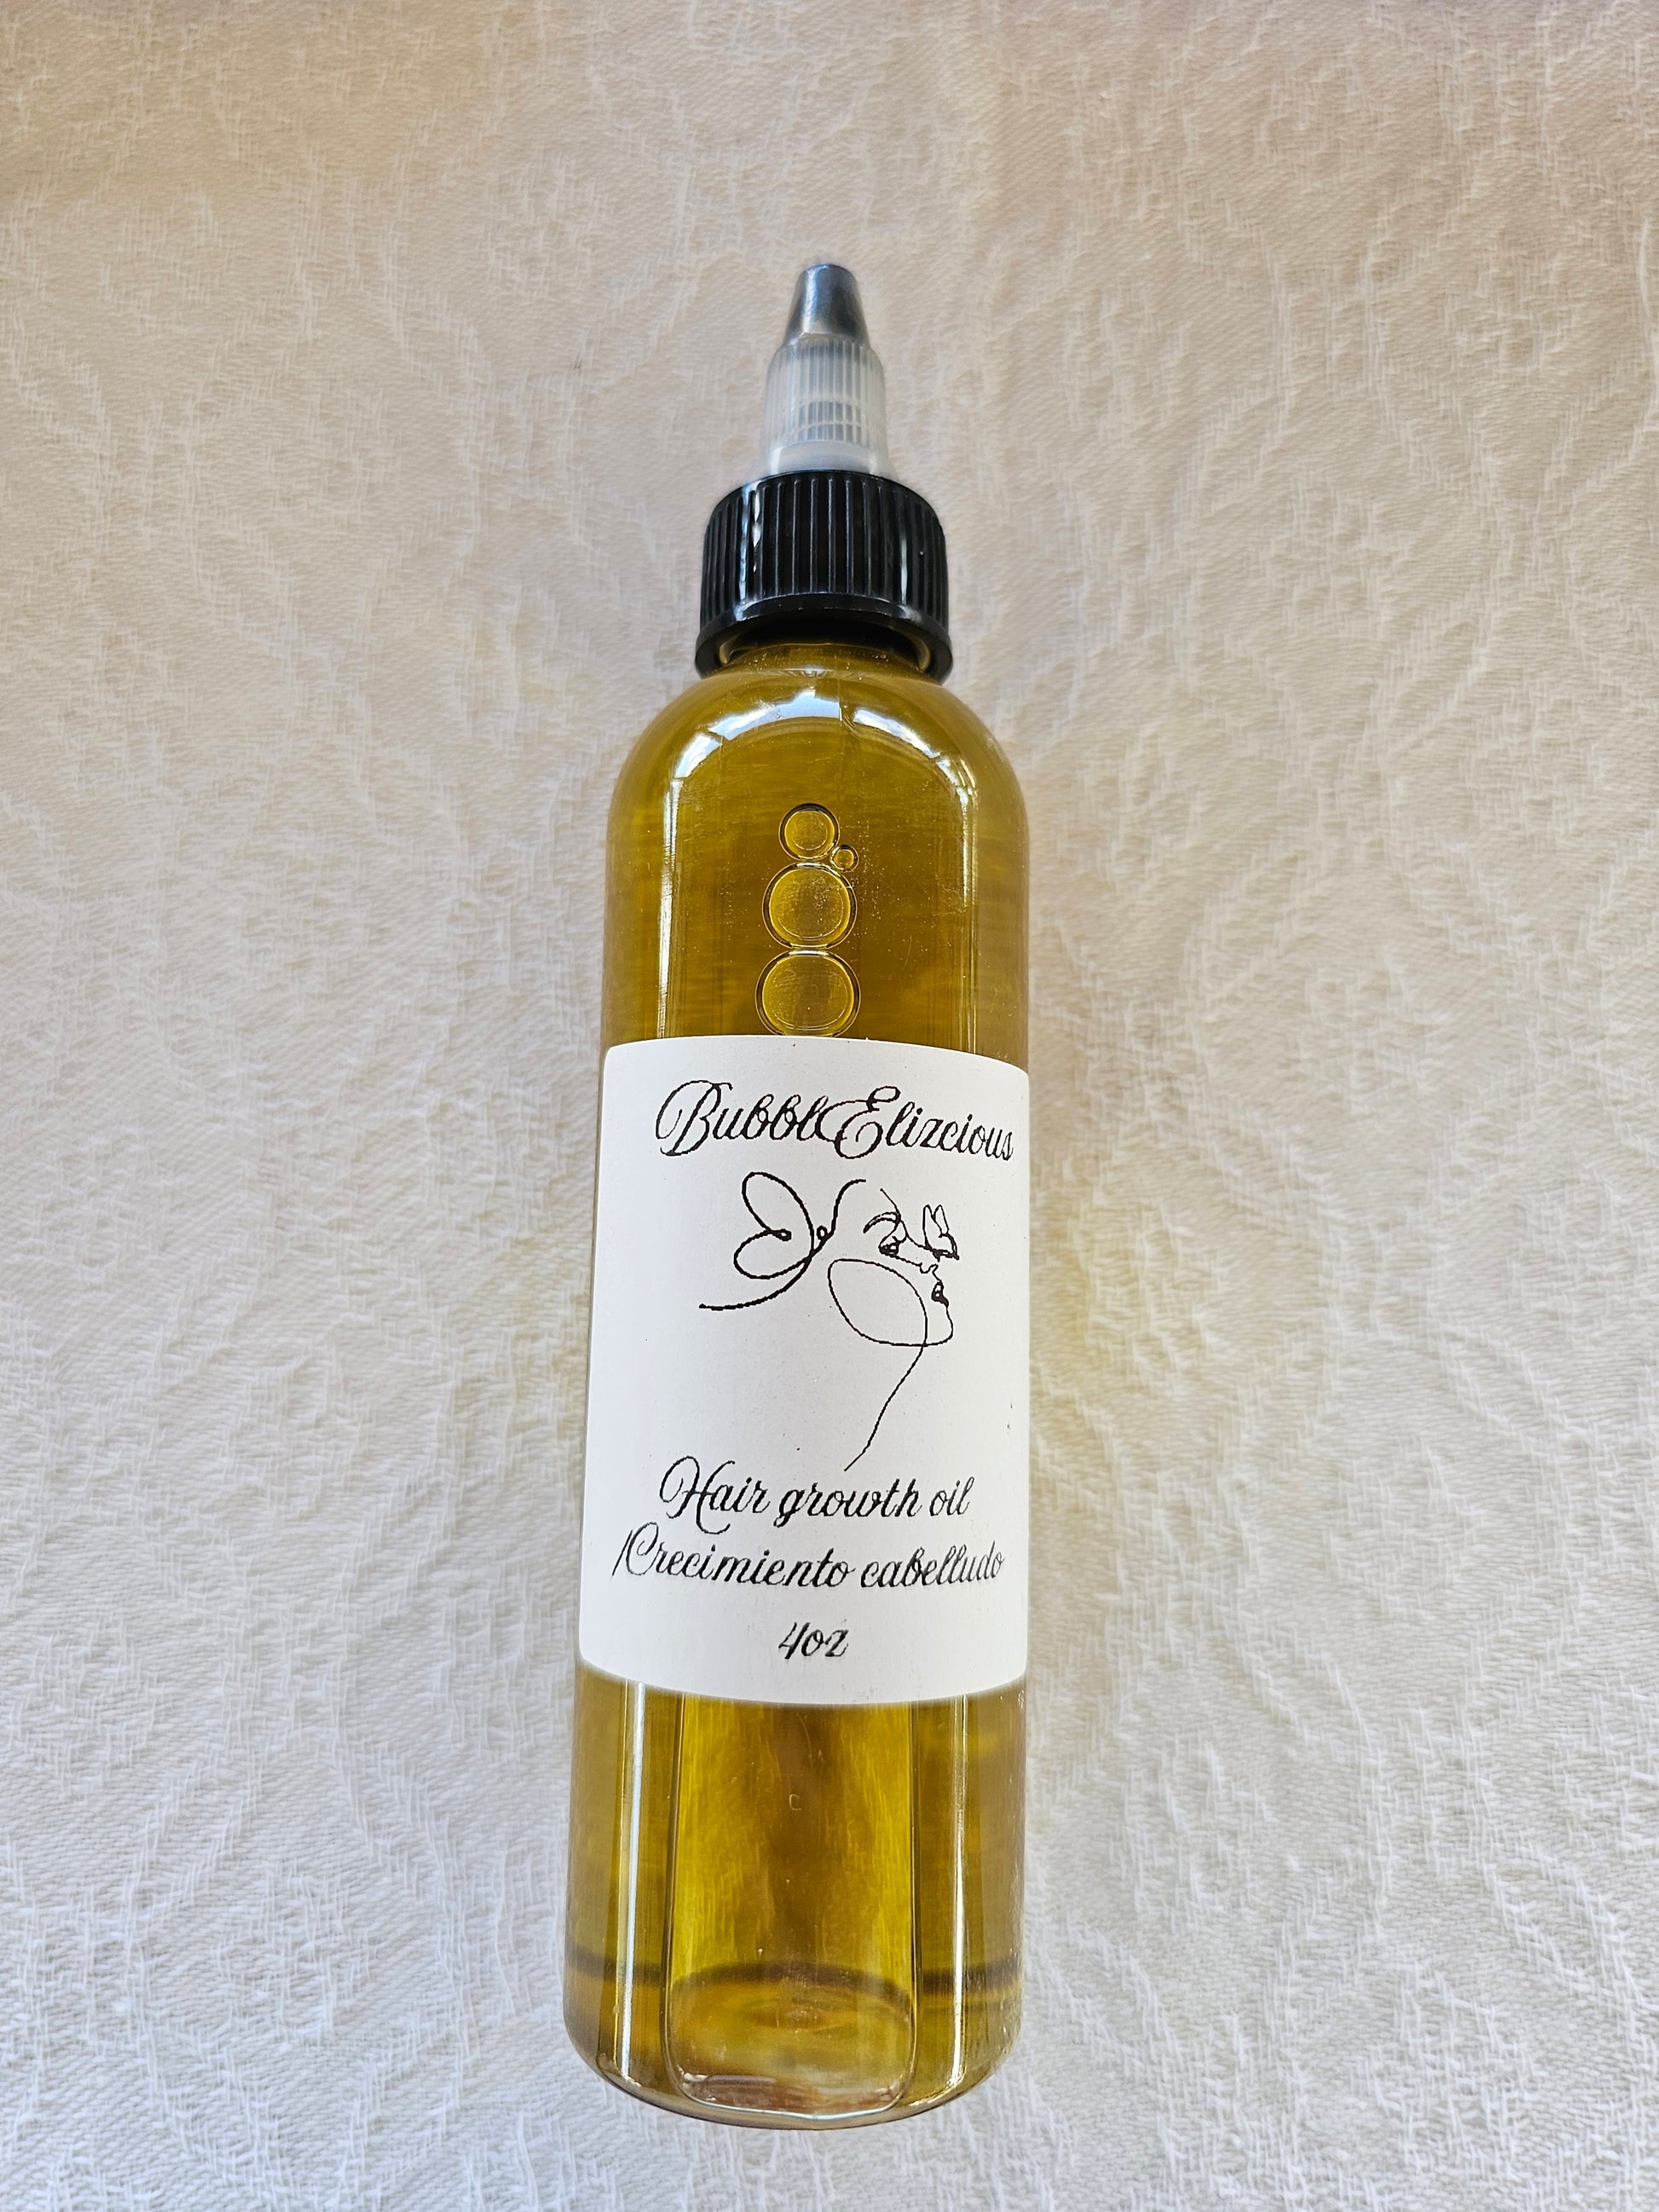 BubblElizcious
Hair growth oil
/Crecimiento cabelludo
4oz